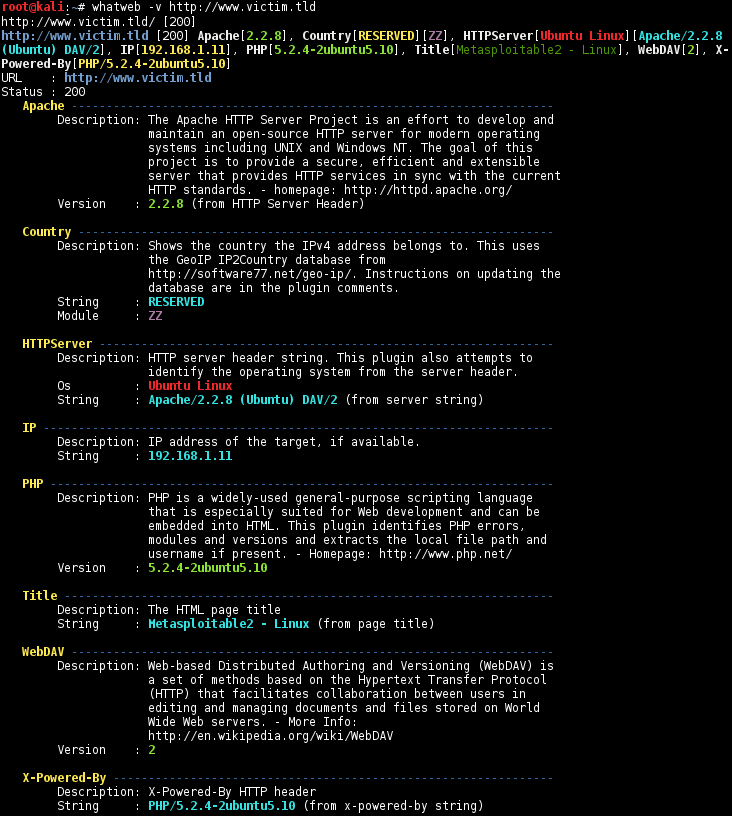 root@kali:~# whatweb -v http://www.victim.tld
http://www.victim.tld/ [200]
http://www.victim.tld [200] Apache[2.2.8], Country[RESERVED][ZZ], HTTPServer[Ubuntu Linux][Apache/2.2.8
(Ubuntu) DAV/2], IP[192.168.1.11], PHP[5.2.4-2ubuntu5.10], Title[Metasploitable2 - Linux], WebDAV[2], X-
Powered-By[PHP/5.2.4-2ubuntu5.10]
URL    : http://www.victim.tld
Status : 200
   Apache ---------------------------------------------------------------------
        Description: The Apache HTTP Server Project is an effort to develop and
                     maintain an open-source HTTP server for modern operating
                     systems including UNIX and Windows NT. The goal of this
                     project is to provide a secure, efficient and extensible
                     server that provides HTTP services in sync with the current
                     HTTP standards. - homepage: http://httpd.apache.org/
        Version    : 2.2.8 (from HTTP Server Header)

   Country --------------------------------------------------------------------
        Description: Shows the country the IPv4 address belongs to. This uses
                     the GeoIP IP2Country database from
                     http://software77.net/geo-ip/. Instructions on updating the
                     database are in the plugin comments.
        String     : RESERVED
        Module     : ZZ

   HTTPServer -----------------------------------------------------------------
        Description: HTTP server header string. This plugin also attempts to
                     identify the operating system from the server header.
        Os         : Ubuntu Linux
        String     : Apache/2.2.8 (Ubuntu) DAV/2 (from server string)

   IP -------------------------------------------------------------------------
        Description: IP address of the target, if available.
        String     : 192.168.1.11

   PHP ------------------------------------------------------------------------
        Description: PHP is a widely-used general-purpose scripting language
                     that is especially suited for Web development and can be
                     embedded into HTML. This plugin identifies PHP errors,
                     modules and versions and extracts the local file path and
                     username if present. - Homepage: http://www.php.net/
        Version    : 5.2.4-2ubuntu5.10

   Title ----------------------------------------------------------------------
        Description: The HTML page title
        String     : Metasploitable2 - Linux (from page title)

   WebDAV ---------------------------------------------------------------------
        Description: Web-based Distributed Authoring and Versioning (WebDAV) is
                     a set of methods based on the Hypertext Transfer Protocol
                     (HTTP) that facilitates collaboration between users in
                     editing and managing documents and files stored on World
                     Wide Web servers. - More Info:
                     http://en.wikipedia.org/wiki/WebDAV
        Version    : 2

   X-Powered-By ---------------------------------------------------------------
        Description: X-Powered-By HTTP header
        String     : PHP/5.2.4-2ubuntu5.10 (from x-powered-by string)